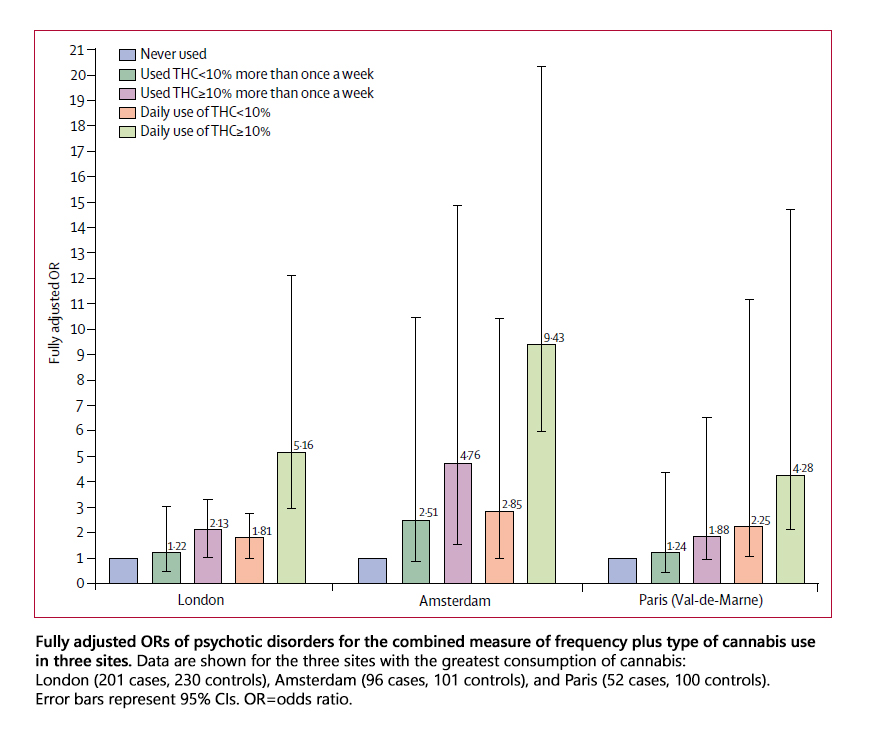 21
20
19
18
17
16
15
14
13
12
11
10
9
8
7
6
5
4
3
2
1
0
Fully adjusted OR
Never used
Used THC<10% more than once a week
Used THC≥10% more than once a week
Daily use of THC<10%
Daily use of THC≥10%
1·22
2·13
1·81
5·16
2·51
4·76
2·85
9·43
1·24
1·88
2·25
4·28
London
Amsterdam
Paris (Val-de-Marne)
Fully adjusted ORs of psychotic disorders for the combined measure of frequency plus type of cannabis use
in three sites. Data are shown for the three sites with the greatest consumption of cannabis:
London (201 cases, 230 controls), Amsterdam (96 cases, 101 controls), and Paris (52 cases, 100 controls).
Error bars represent 95% CIs. OR=odds ratio.